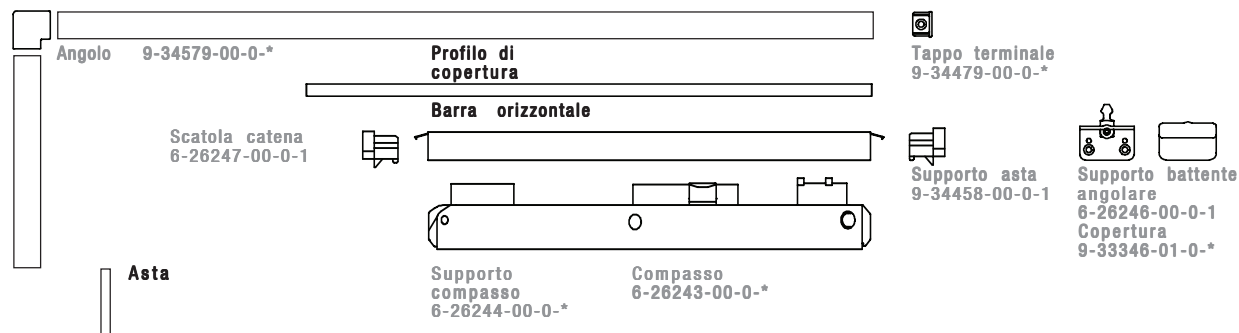 Angolo 9-34579-00-0-*
Profilo di
copertura
Tappo terminale
9-34479-00-0-*
Barra orizzontale
Scatola catena
6-26247-00-0-1
Supporto asta
9-34458-00-0-1
Supporto battente
angolare
6-26246-00-0-1
Copertura
9-33346-01-0-*
Asta
Supporto
compasso
6-26244-00-0-*
Compasso
6-26243-00-0-*